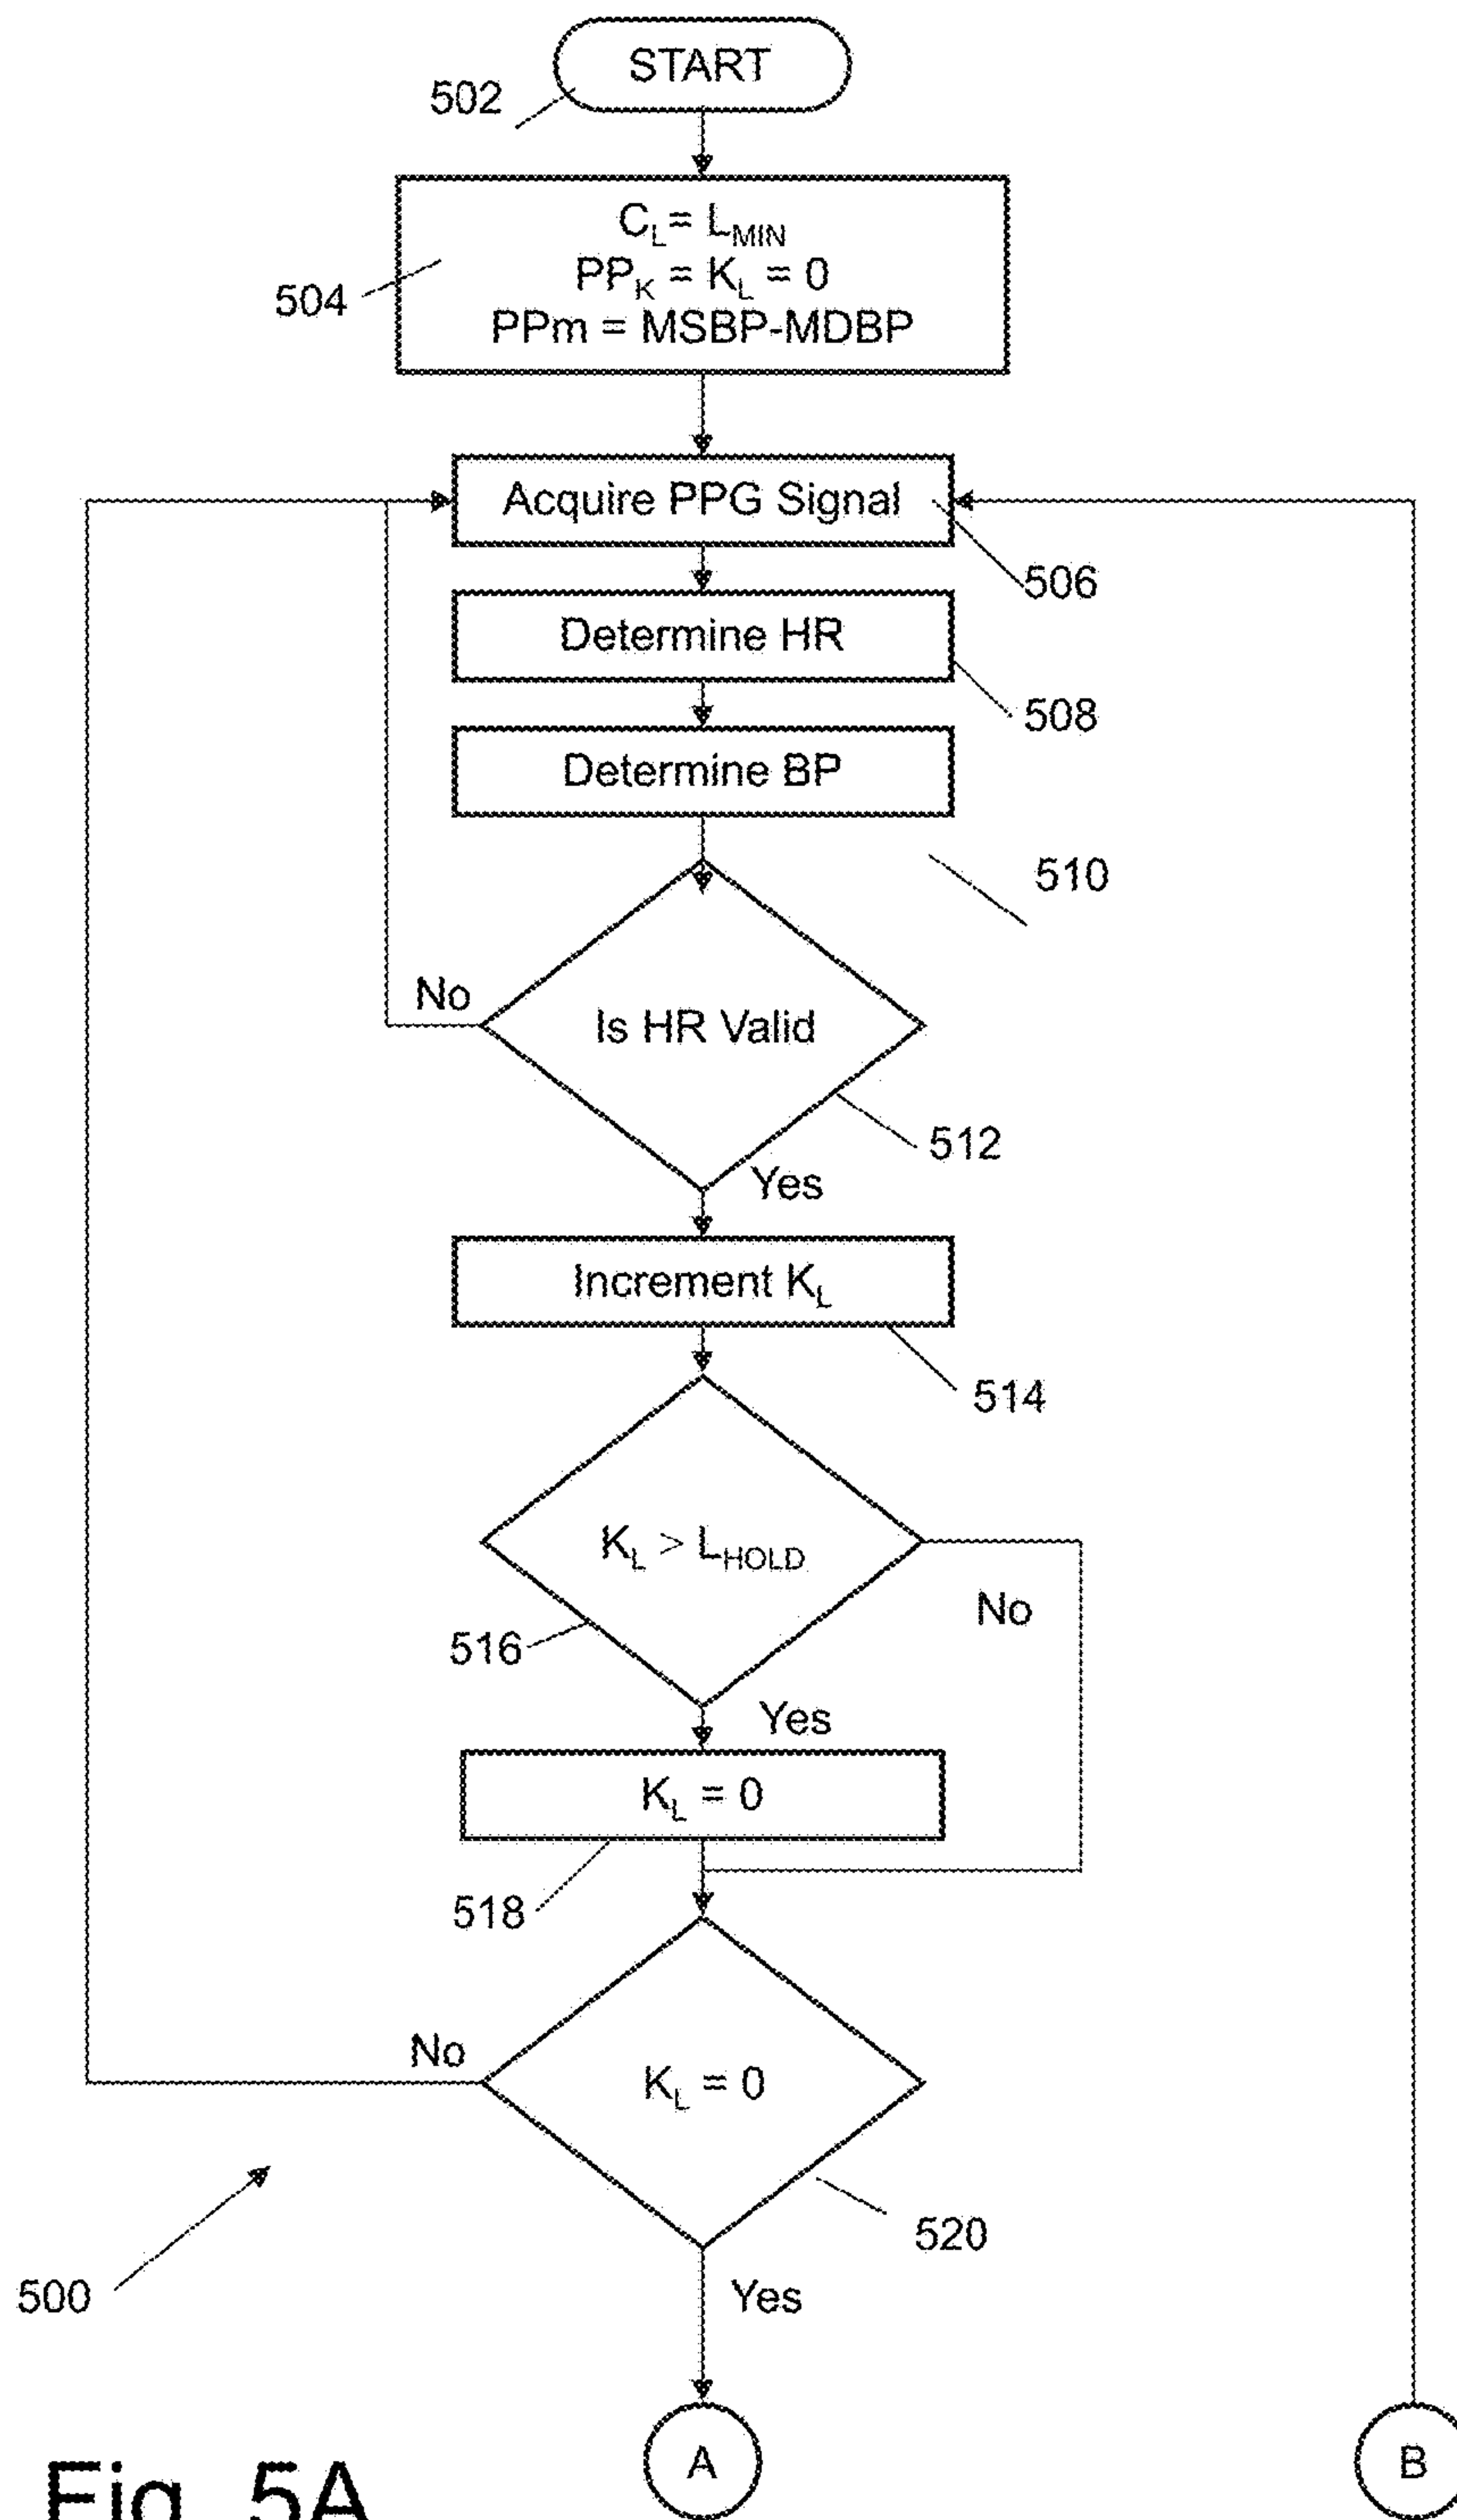 START
502
C_L = L_MIN
PP_K = K_L = 0
PPm = MSBP-MDBP
504
Acquire PPG Signal
506
Determine HR
508
Determine BP
510
No
Is HR Valid
512
Yes
Increment K_L
514
K_L > L_HOLD
No
516
Yes
K_L = 0
518
No
K_L = 0
520
500
Yes
A
B
Fig. 5A